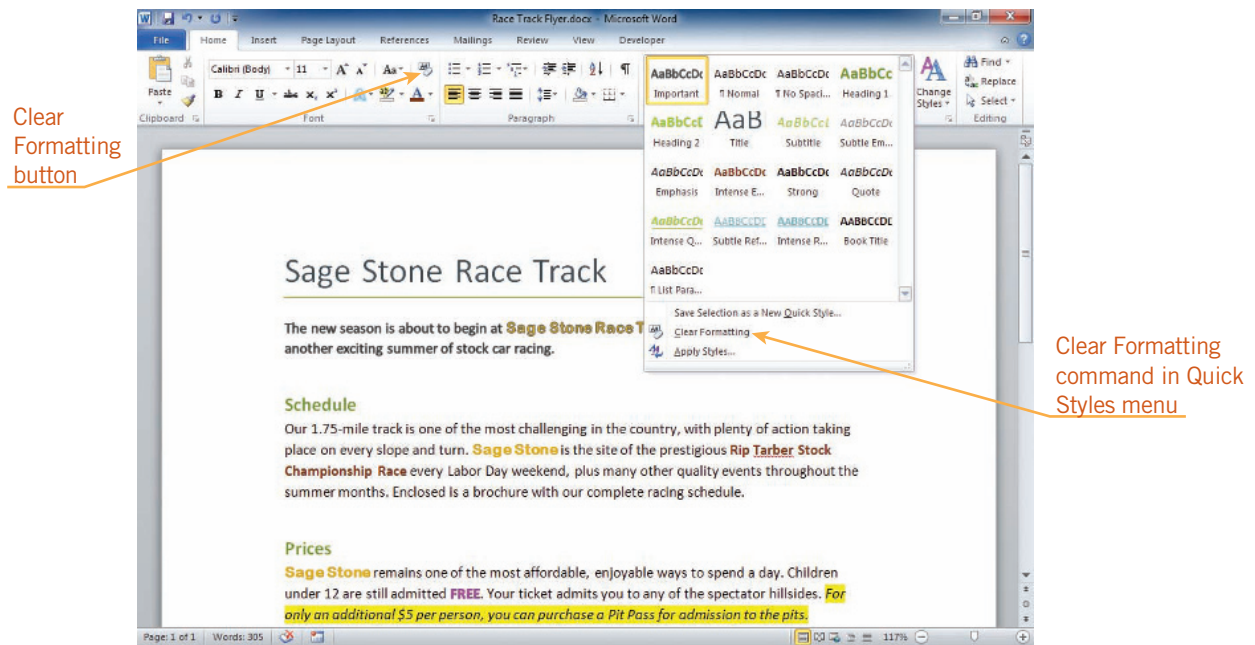 Race Track Flyer.docx - Microsoft Word
File Home Insert Page Layout References Mailings Review View Developer
Calibri (Body) 11
Paste
B I U abc
Clipboard Font Paragraph
AaBbCcDc AaBbCcDc AaBbCcDc AaBbCc
Important ¶ Normal ¶ No Spaci... Heading 1
AaBbCcD AaB AaBbCcI AaBbCcDc
Heading 2 Title Subtitle Subtle Em...
AaBbCcDc AaBbCcDc AaBbCcDc AaBbCcDc
Emphasis Intense E... Strong Quote
AaBbCcDc AABBCCDC AABBCCDC AABBCCDC
Intense Q... Subtle Ref... Intense R... Book Title
AaBbCcDc
¶ List Para...
Save Selection as a New Quick Style...
Clear Formatting
Apply Styles...
Change
Styles
Find
Replace
Select
Editing
Clear
Formatting
button
Clear Formatting
command in Quick
Styles menu
Sage Stone Race Track
The new season is about to begin at Sage Stone Race T
another exciting summer of stock car racing.
Schedule
Our 1.75-mile track is one of the most challenging in the country, with plenty of action taking
place on every slope and turn. Sage Stone is the site of the prestigious Rip Tarber Stock
Championship Race every Labor Day weekend, plus many other quality events throughout the
summer months. Enclosed is a brochure with our complete racing schedule.
Prices
Sage Stone remains one of the most affordable, enjoyable ways to spend a day. Children
under 12 are still admitted FREE. Your ticket admits you to any of the spectator hillsides. For
only an additional $5 per person, you can purchase a Pit Pass for admission to the pits.
Page: 1 of 1 Words: 305 117%